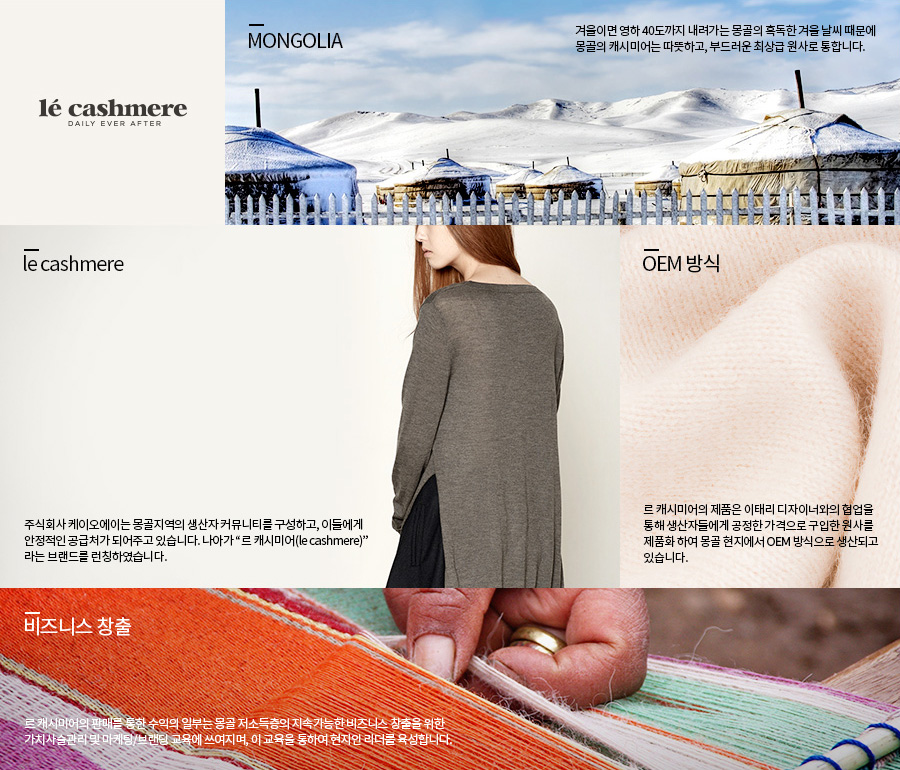 lé cashmere
DAILY EVER AFTER
MONGOLIA
겨울이면 영하 40도까지 내려가는 몽골의 혹독한 겨울 날씨 때문에
몽골의 캐시미어는 따뜻하고, 부드러운 최상급 원사로 통합니다.
le cashmere
주식회사 케이오에이는 몽골지역의 생산자 커뮤니티를 구성하고, 이들에게
안정적인 공급처가 되어주고 있습니다. 나아가 “르 캐시미어(le cashmere)”
라는 브랜드를 런칭하였습니다.
OEM 방식
르 캐시미어의 제품은 이태리 디자이너와의 협업을
통해 생산자들에게 공정한 가격으로 구입한 원사를
제품화 하여 몽골 현지에서 OEM 방식으로 생산되고
있습니다.
비즈니스 창출
르 캐시미어의 판매를 통한 수익의 일부는 몽골 저소득층의 지속가능한 비즈니스 창출을 위한
가치사슬관리 및 마케팅/브랜딩 교육에 쓰여지며, 이 교육을 통하여 현지인 리더를 육성합니다.